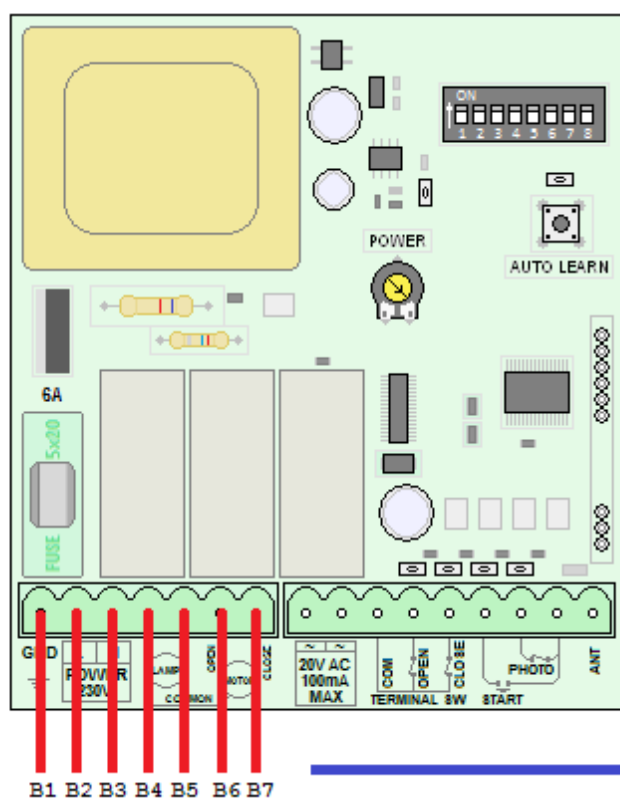 ON
1 2 3 4 5 6 7 8
POWER
AUTO LEARN
6A
5x20
FUSE
GND
L N
POWER
230V
LAMP
COMMON
OPEN
MOTOR
CLOSE
~ ~
20V AC
100mA
MAX
COM
OPEN
CLOSE
TERMINAL SW
START
PHOTO
ANT
B1 B2 B3 B4 B5 B6 B7